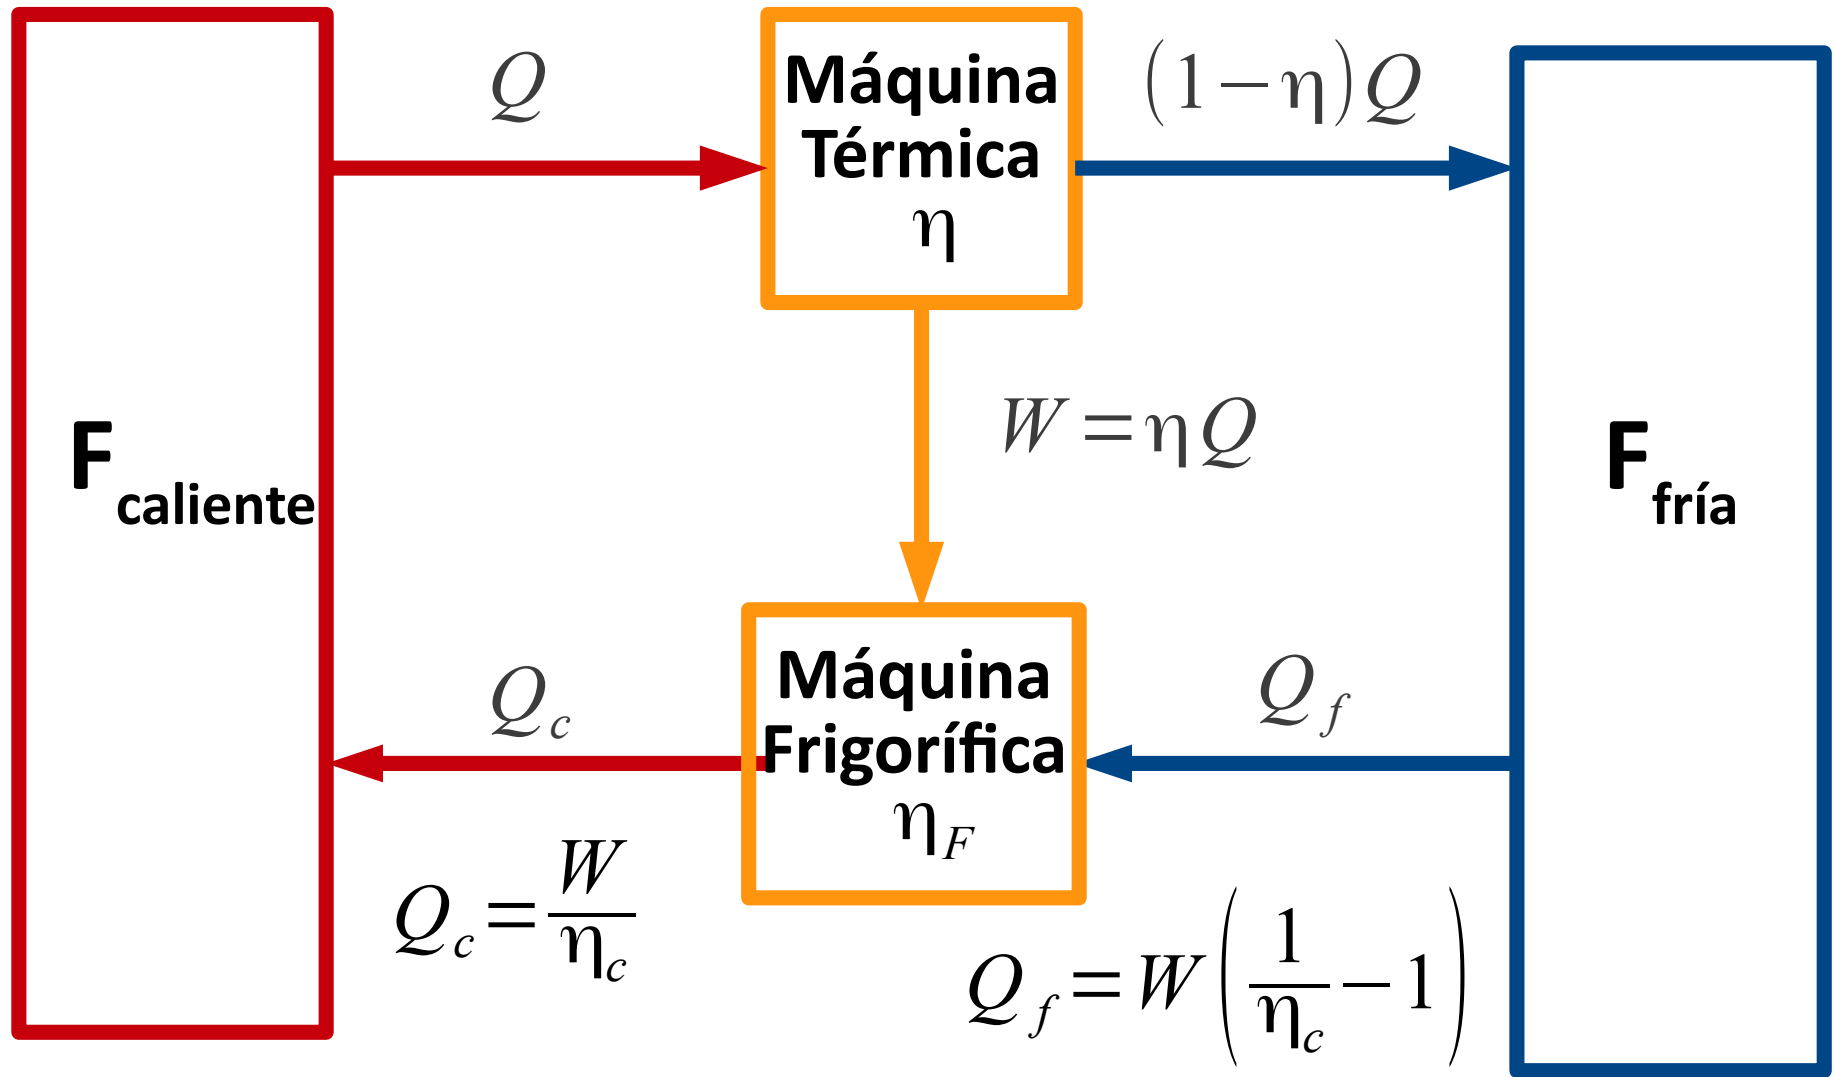 Q
Máquina
Térmica
η
(1−η)Q
W=ηQ
F caliente
F fría
Q_c
Máquina
Frigorífica
η_F
Q_f
Q_c=W/η_c
Q_f=W(1/η_c−1)